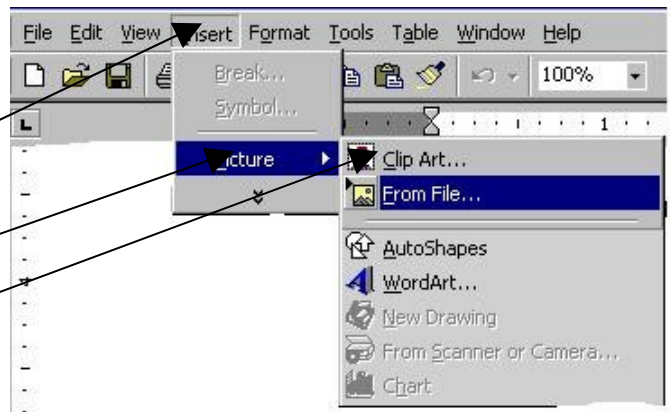 File Edit View Insert Format Tools Table Window Help
100%
Break...
Symbol...
1
Picture
Clip Art...
From File...
AutoShapes
WordArt...
New Drawing
From Scanner or Camera...
Chart